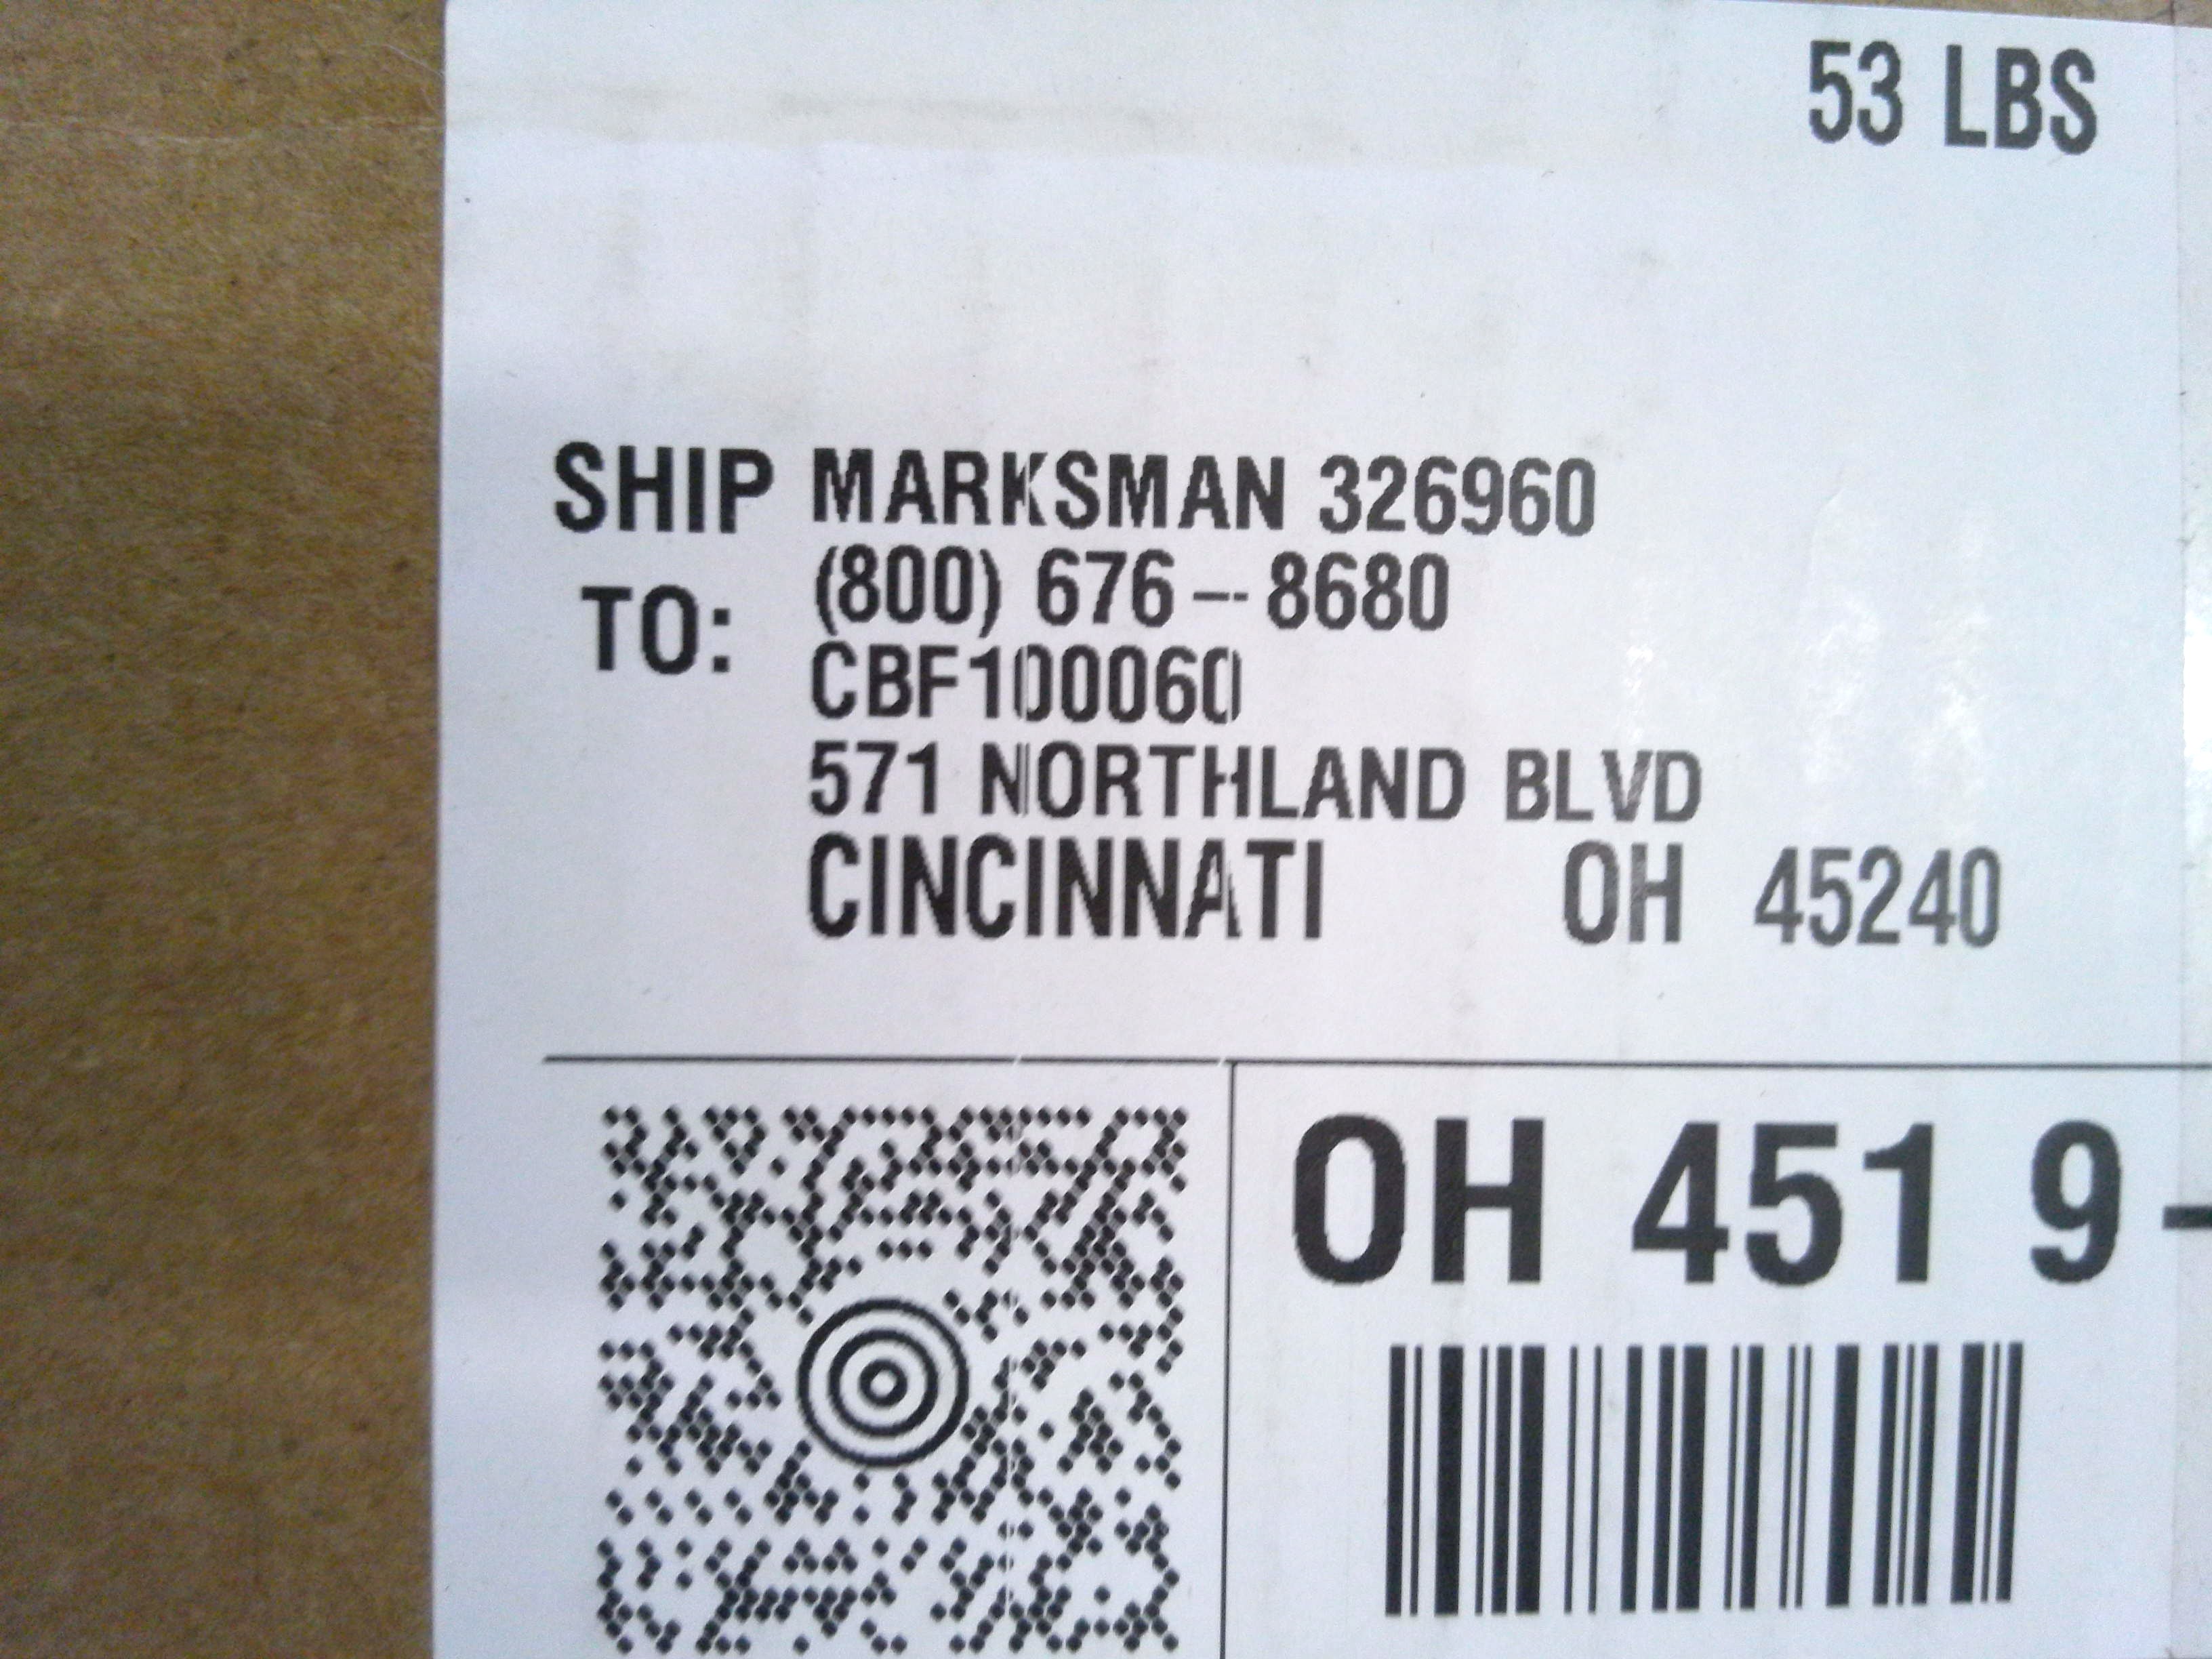 53 LBS
SHIP TO:
MARKSMAN 326960
(800) 676-8680
CBF100060
571 NORTHLAND BLVD
CINCINNATI OH 45240
OH 451 9-